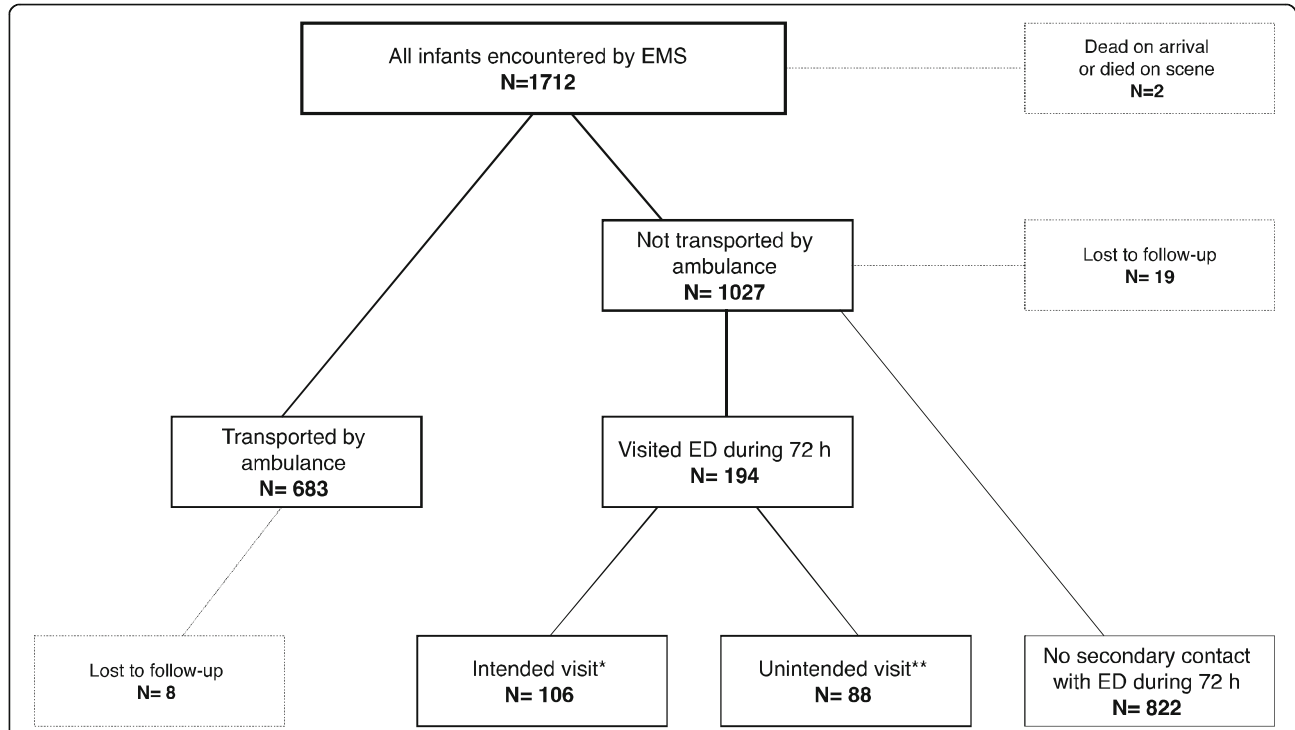 All infants encountered by EMS
N=1712
Dead on arrival
or died on scene
N=2
Not transported by
ambulance
N= 1027
Lost to follow-up
N= 19
Transported by
ambulance
N= 683
Visited ED during 72 h
N= 194
Lost to follow-up
N= 8
Intended visit*
N= 106
Unintended visit**
N= 88
No secondary contact
with ED during 72 h
N= 822